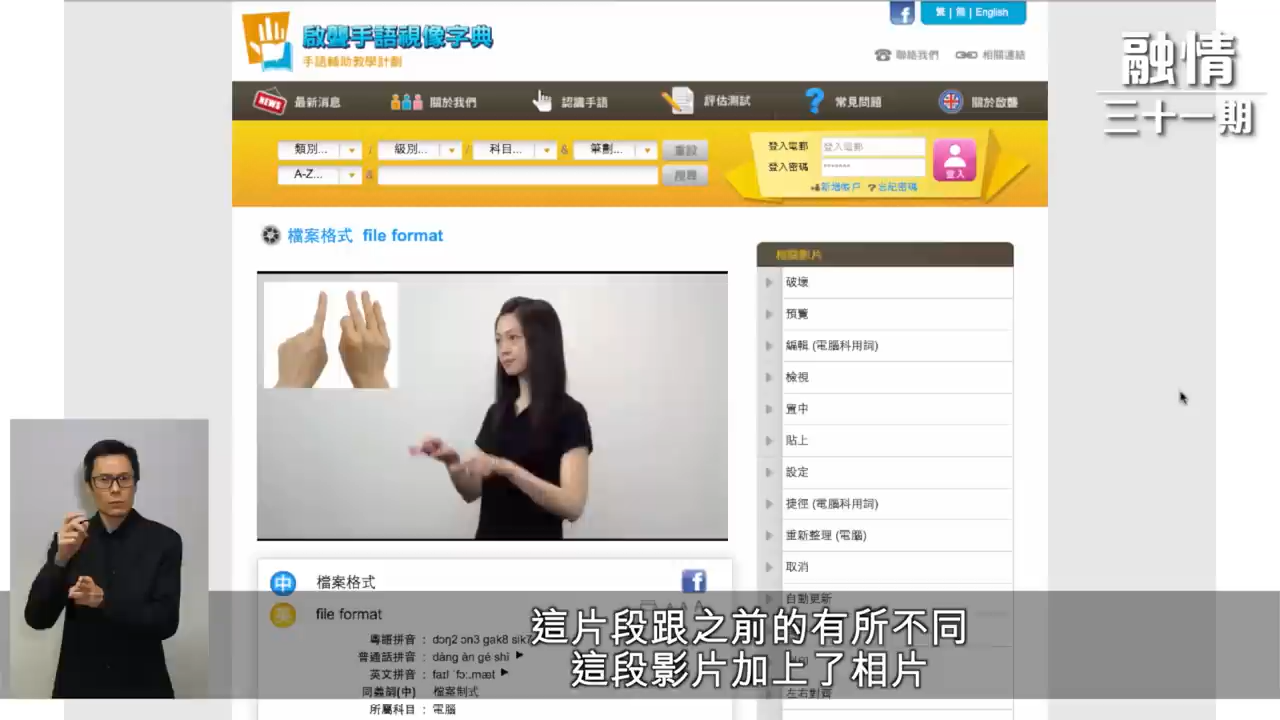 繁 | 簡 | English
啟聾手語視像字典
手語輔助教學計劃
聯絡我們 相關連結
融情
三十一期
NEWS 最新消息 關於我們 認識手語 評估測試 常見問題 關於啟聾
類別... / 級別... / 科目... & 筆劃... 重設
A-Z... & 搜尋
登入電郵 登入電郵
登入密碼
登入
新增帳戶 ?忘記密碼
檔案格式 file format
相關影片
破壞
預覽
編輯 (電腦科用詞)
檢視
置中
貼上
設定
捷徑 (電腦科用詞)
重新整理 (電腦)
取消
自動更新
左右對齊
中 檔案格式
英 file format
粵語拼音 : dɔŋ2 ɔn3 gak8 sik7
普通話拼音 : dàng àn gé shì
英文拼音 : faɪl ˈfɔː.mæt
同義詞(中) 檔案制式
所屬科目 : 電腦
這片段跟之前的有所不同
這段影片加上了相片